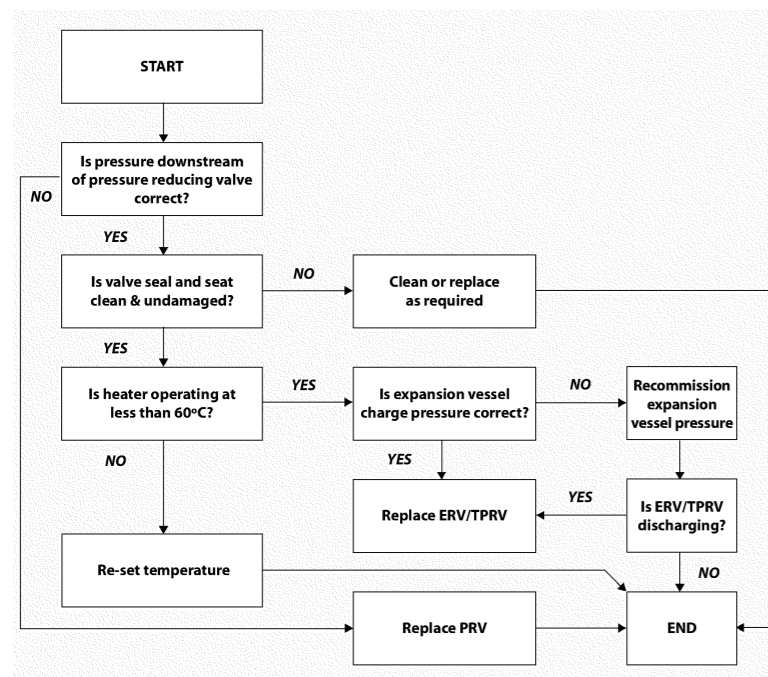 START
Is pressure downstream
of pressure reducing valve
correct?
NO
YES
Is valve seal and seat
clean & undamaged?
NO
Clean or replace
as required
YES
Is heater operating at
less than 60ºC?
YES
Is expansion vessel
charge pressure correct?
NO
Recommission
expansion
vessel pressure
NO
YES
Replace ERV/TPRV
YES
Is ERV/TPRV
discharging?
Re-set temperature
NO
Replace PRV
END